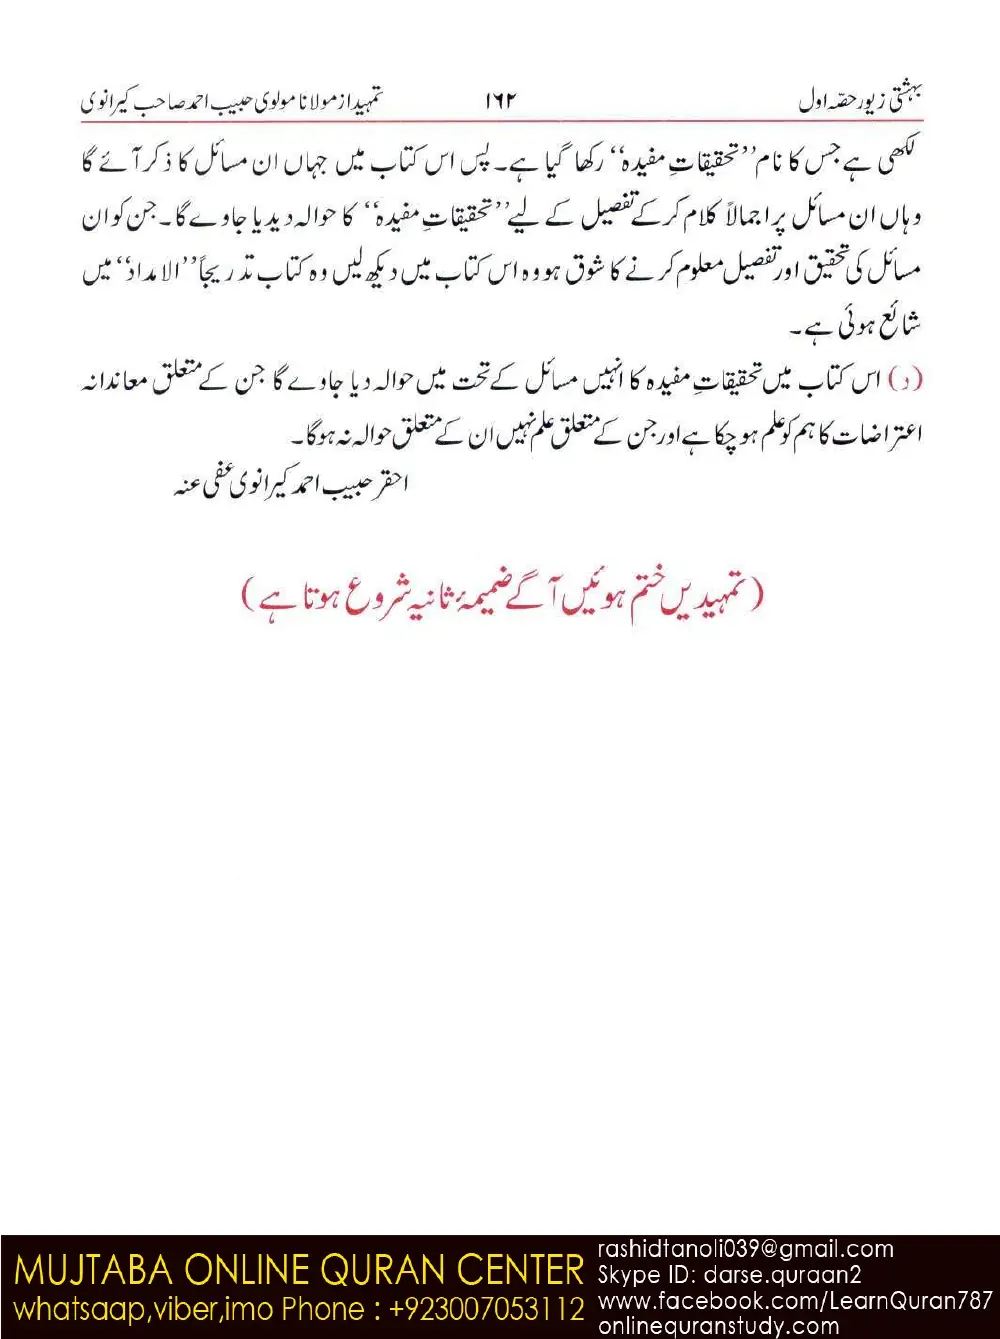 بہشتی زیور حصّہ اول ۱۶۲ تمہید از مولانا مولوی حبیب احمد صاحب کیرانوی
لکھی ہے جس کا نام ’’تحقیقاتِ مفیدہ‘‘ رکھا گیا ہے۔ پس اس کتاب میں جہاں ان مسائل کا ذکر آئے گا
وہاں ان مسائل پر اجمالاً کلام کرکے تفصیل کے لیے ’’تحقیقاتِ مفیدہ‘‘ کا حوالہ دیدیا جاوے گا۔ جن کو ان
مسائل کی تحقیق اور تفصیل معلوم کرنے کا شوق ہو وہ اس کتاب میں دیکھ لیں وہ کتاب تدریجاً ’’الامداد‘‘ میں
شائع ہوئی ہے۔
(د) اس کتاب میں تحقیقاتِ مفیدہ کا انہیں مسائل کے تحت میں حوالہ دیا جاوے گا جن کے متعلق معاندانہ
اعتراضات کا ہم کو علم ہوچکا ہے اور جن کے متعلق علم نہیں ان کے متعلق حوالہ نہ ہوگا۔
احقر حبیب احمد کیرانوی عفی عنہ
(تمہیدیں ختم ہوئیں آگے ضمیمۂ ثانیہ شروع ہوتا ہے)
MUJTABA ONLINE QURAN CENTER
whatsaap,viber,imo Phone : +923007053112
rashidtanoli039@gmail.com
Skype ID: darse.quraan2
www.facebook.com/LearnQuran787
onlinequranstudy.com